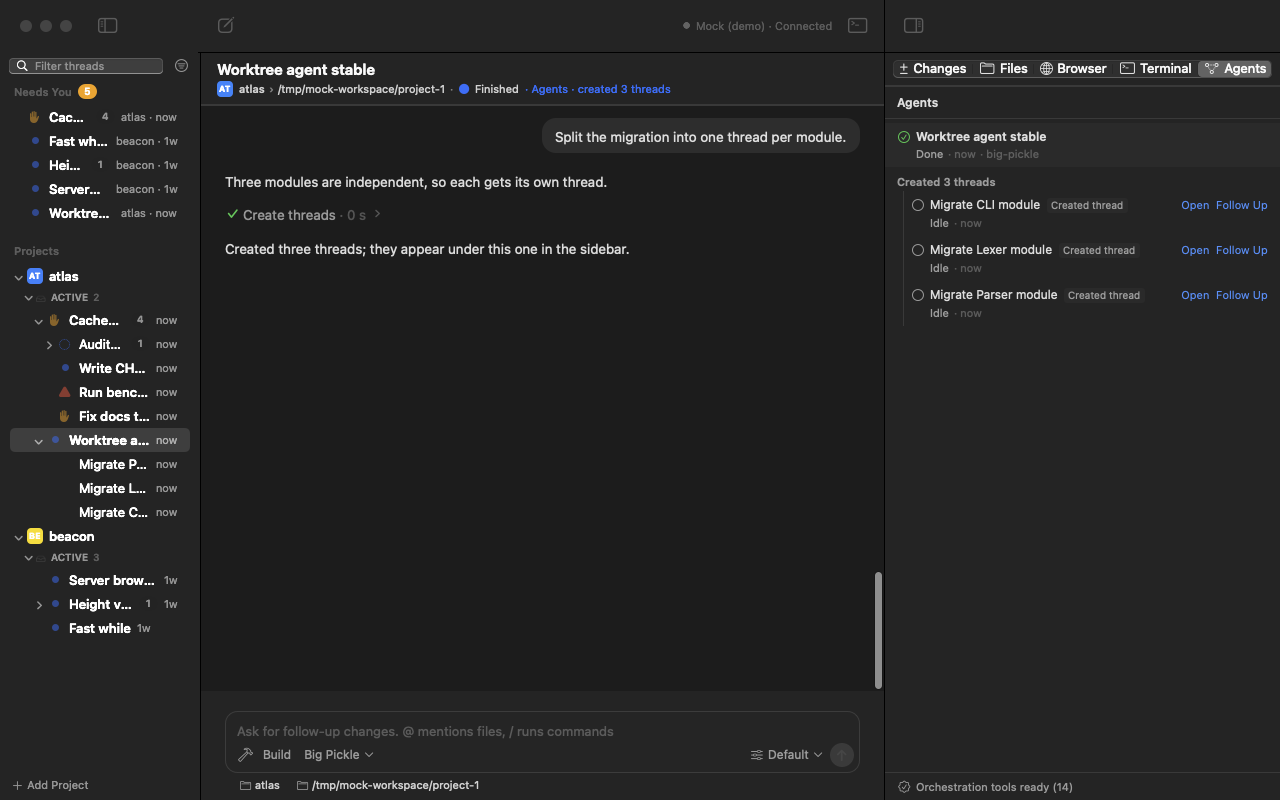 Mock (demo) · Connected
Filter threads
Needs You 5
Cac... 4 atlas · now
Fast wh... beacon · 1w
Hei... 1 beacon · 1w
Server... beacon · 1w
Worktre... atlas · now
Projects
AT atlas
ACTIVE 2
Cache... 4 now
Audit... 1 now
Write CH... now
Run benc... now
Fix docs t... now
Worktree a... now
Migrate P... now
Migrate L... now
Migrate C... now
BE beacon
ACTIVE 3
Server brow... 1w
Height v... 1 1w
Fast while 1w
+ Add Project
Worktree agent stable
AT atlas › /tmp/mock-workspace/project-1 · Finished · Agents · created 3 threads
Split the migration into one thread per module.
Three modules are independent, so each gets its own thread.
Create threads · 0 s
Created three threads; they appear under this one in the sidebar.
Ask for follow-up changes. @ mentions files, / runs commands
Build Big Pickle Default
atlas /tmp/mock-workspace/project-1
Changes Files Browser Terminal Agents
Agents
Worktree agent stable
Done · now · big-pickle
Created 3 threads
Migrate CLI module Created thread Open Follow Up
Idle · now
Migrate Lexer module Created thread Open Follow Up
Idle · now
Migrate Parser module Created thread Open Follow Up
Idle · now
Orchestration tools ready (14)